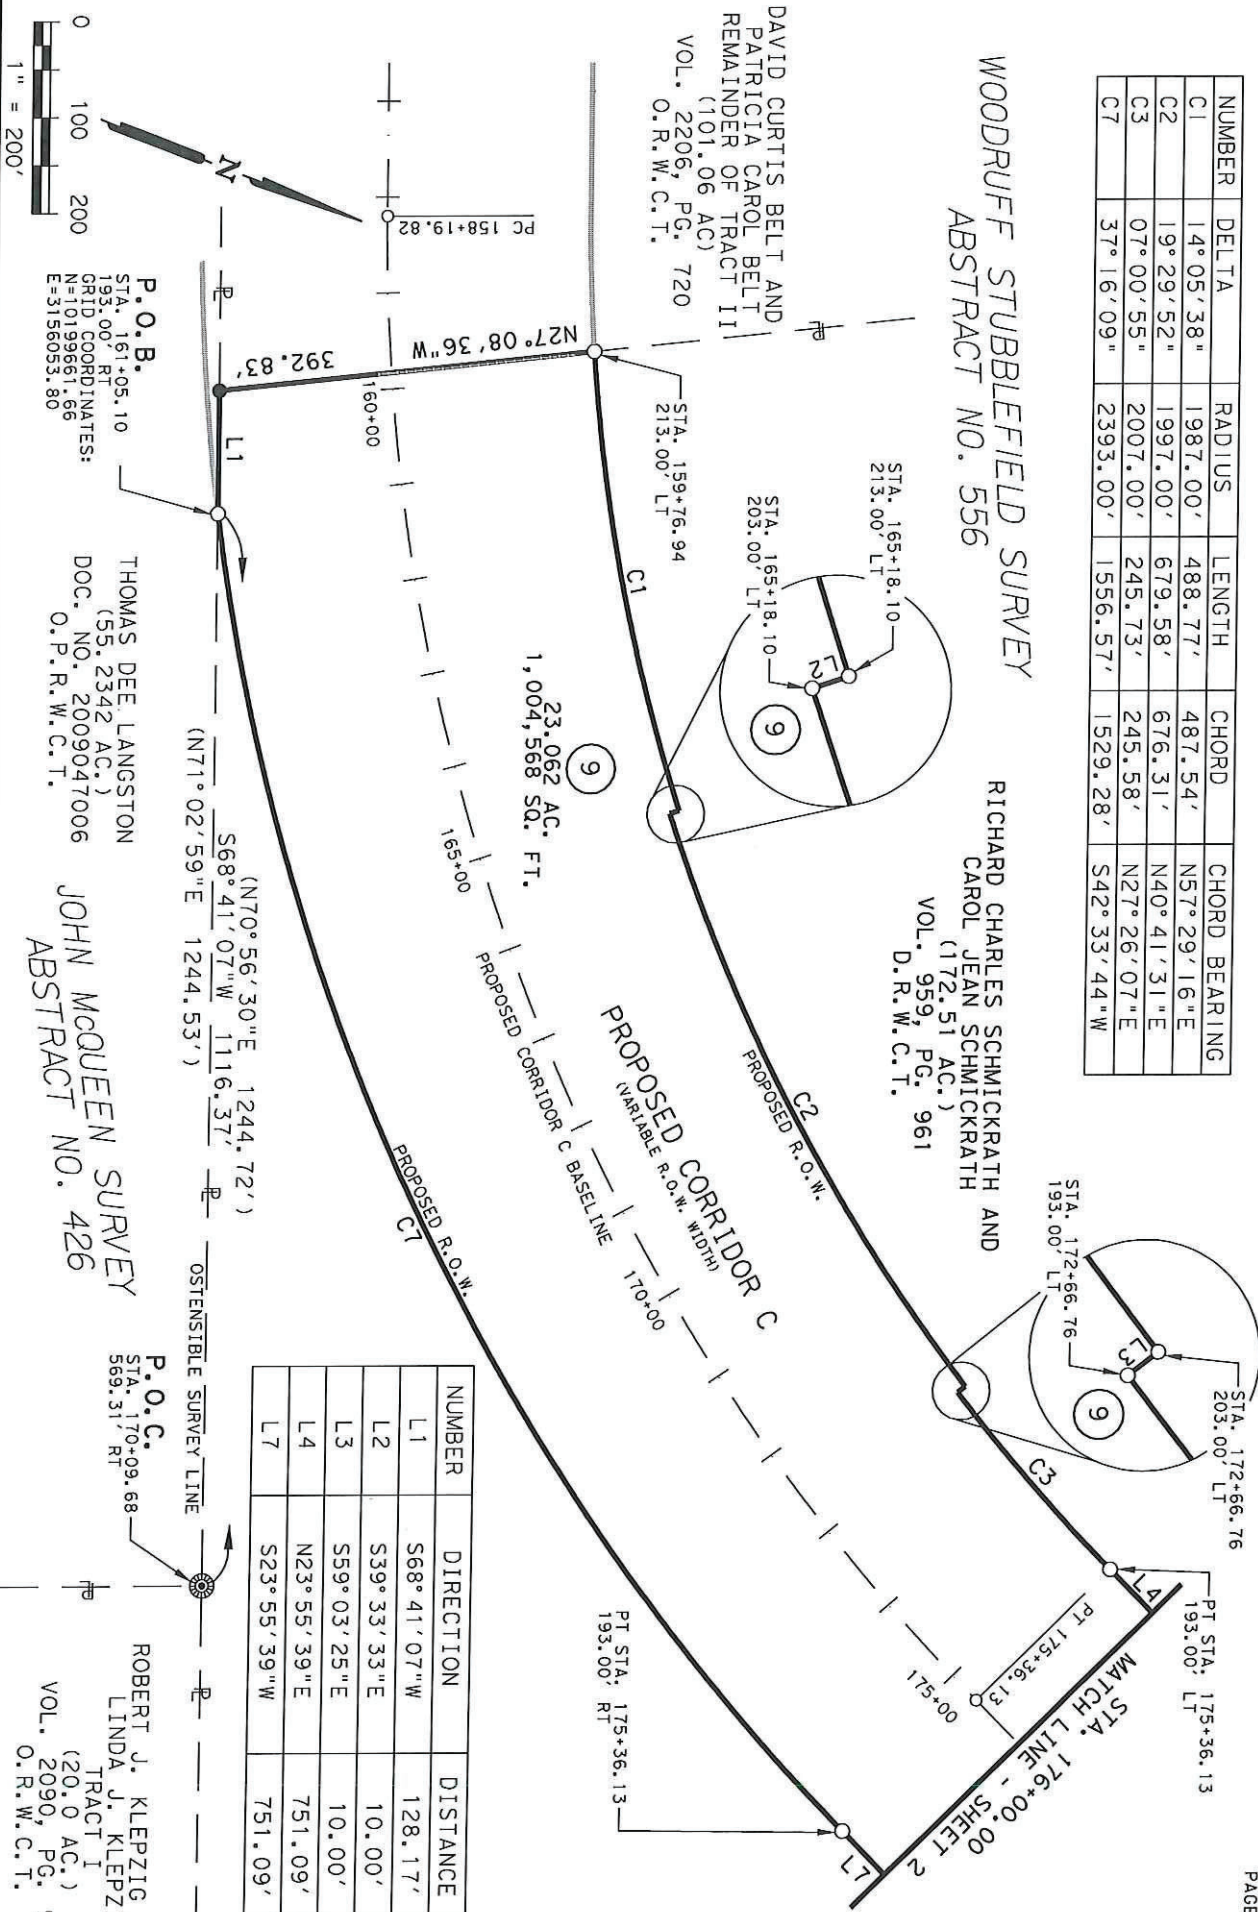 PAGE
NUMBER DELTA RADIUS LENGTH CHORD CHORD BEARING
C1 14°05'38" 1987.00' 488.77' 487.54' N57°29'16"E
C2 19°29'52" 1997.00' 679.58' 676.31' N40°41'31"E
C3 07°00'55" 2007.00' 245.73' 245.58' N27°26'07"E
C7 37°16'09" 2393.00' 1556.57' 1529.28' S42°33'44"W
WOODRUFF STUBBLEFIELD SURVEY
ABSTRACT NO. 556
DAVID CURTIS BELT AND
PATRICIA CAROL BELT
REMAINDER OF TRACT II
(101.06 AC)
VOL. 2206, PG. 720
O.R.W.C.T.
RICHARD CHARLES SCHMICKRATH AND
CAROL JEAN SCHMICKRATH
(172.51 AC.)
VOL. 959, PG. 961
D.R.W.C.T.
STA. 165+18.10
213.00' LT
STA. 165+18.10
203.00' LT
L2
9
STA. 172+66.76
203.00' LT
STA. 172+66.76
193.00' LT
L3
9
STA. 159+76.94
213.00' LT
C1
C2
PROPOSED R.O.W.
C3
PT STA. 175+36.13
193.00' LT
L4
PT 175+36.13
MATCH LINE - SHEET 2
STA. 176+00.00
PC 158+19.82
N27°08'36"W
392.83'
160+00
165+00
170+00
175+00
PROPOSED CORRIDOR C
(VARIABLE R.O.W. WIDTH)
PROPOSED CORRIDOR C BASELINE
9
23.062 AC.
1,004,568 SQ. FT.
PT STA. 175+36.13
193.00' RT
L7
PROPOSED R.O.W.
C7
L1
P
P
P
P
P
N
0 100 200
1" = 200'
P.O.B.
STA. 161+05.10
193.00' RT
GRID COORDINATES:
N=10199661.66
E=3156053.80
THOMAS DEE LANGSTON
(55.2342 AC.)
DOC. NO. 2009047006
O.P.R.W.C.T.
(N70°56'30"E 1244.72')
S68°41'07"W 1116.37'
(N71°02'59"E 1244.53')
JOHN MCQUEEN SURVEY
ABSTRACT NO. 426
OSTENSIBLE SURVEY LINE
P.O.C.
STA. 170+09.68
569.31' RT
NUMBER DIRECTION DISTANCE
L1 S68°41'07"W 128.17'
L2 S39°33'33"E 10.00'
L3 S59°03'25"E 10.00'
L4 N23°55'39"E 751.09'
L7 S23°55'39"W 751.09'
ROBERT J. KLEPZIG
LINDA J. KLEPZ
TRACT I
(20.0 AC.)
VOL. 2090, PG.
O.R.W.C.T.